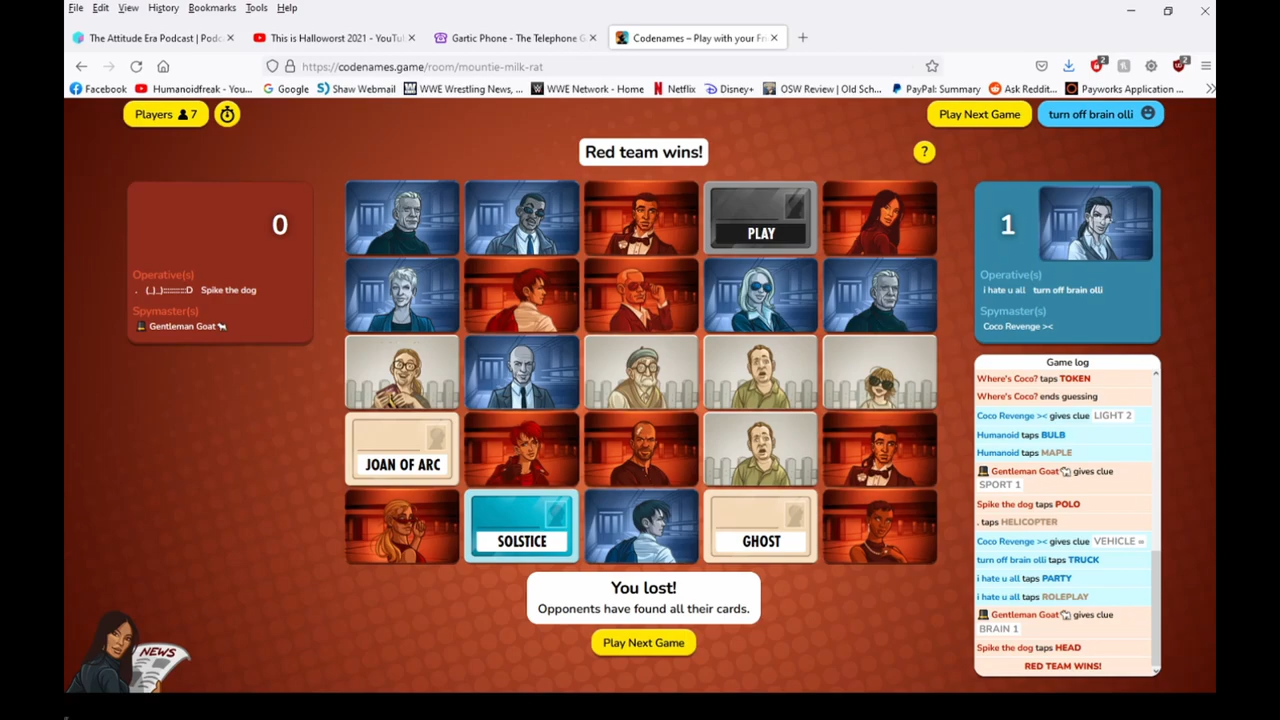 File Edit View History Bookmarks Tools Help
The Attitude Era Podcast | Podc
This is Halloworst 2021 - YouTu
Gartic Phone - The Telephone G
Codenames – Play with your Fri
https://codenames.game/room/mountie-milk-rat
2
2
Facebook
Humanoidfreak - You...
Google
Shaw Webmail
WWE Wrestling News, ...
WWE Network - Home
Netflix
Disney+
OSW Review | Old Sch...
PayPal: Summary
Ask Reddit...
Payworks Application ...
Players 7
Play Next Game
turn off brain olli
Red team wins!
?
0
Operative(s)
. (_)_):::::::::D Spike the dog
Spymaster(s)
Gentleman Goat
PLAY
JOAN OF ARC
SOLSTICE
GHOST
1
Operative(s)
i hate u all turn off brain olli
Spymaster(s)
Coco Revenge ><
Game log
Where's Coco? taps TOKEN
Where's Coco? ends guessing
Coco Revenge >< gives clue LIGHT 2
Humanoid taps BULB
Humanoid taps MAPLE
Gentleman Goat gives clue
SPORT 1
Spike the dog taps POLO
. taps HELICOPTER
Coco Revenge >< gives clue VEHICLE ∞
turn off brain olli taps TRUCK
i hate u all taps PARTY
i hate u all taps ROLEPLAY
Gentleman Goat gives clue
BRAIN 1
Spike the dog taps HEAD
RED TEAM WINS!
You lost!
Opponents have found all their cards.
Play Next Game
NEWS